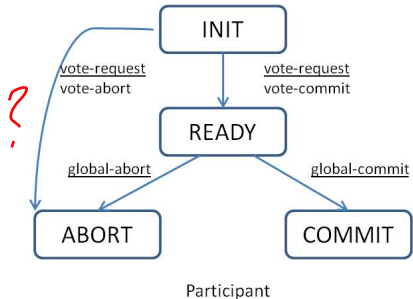 INIT
vote-request
vote-abort
vote-request
vote-commit
?
READY
global-abort
global-commit
ABORT
COMMIT
Participant